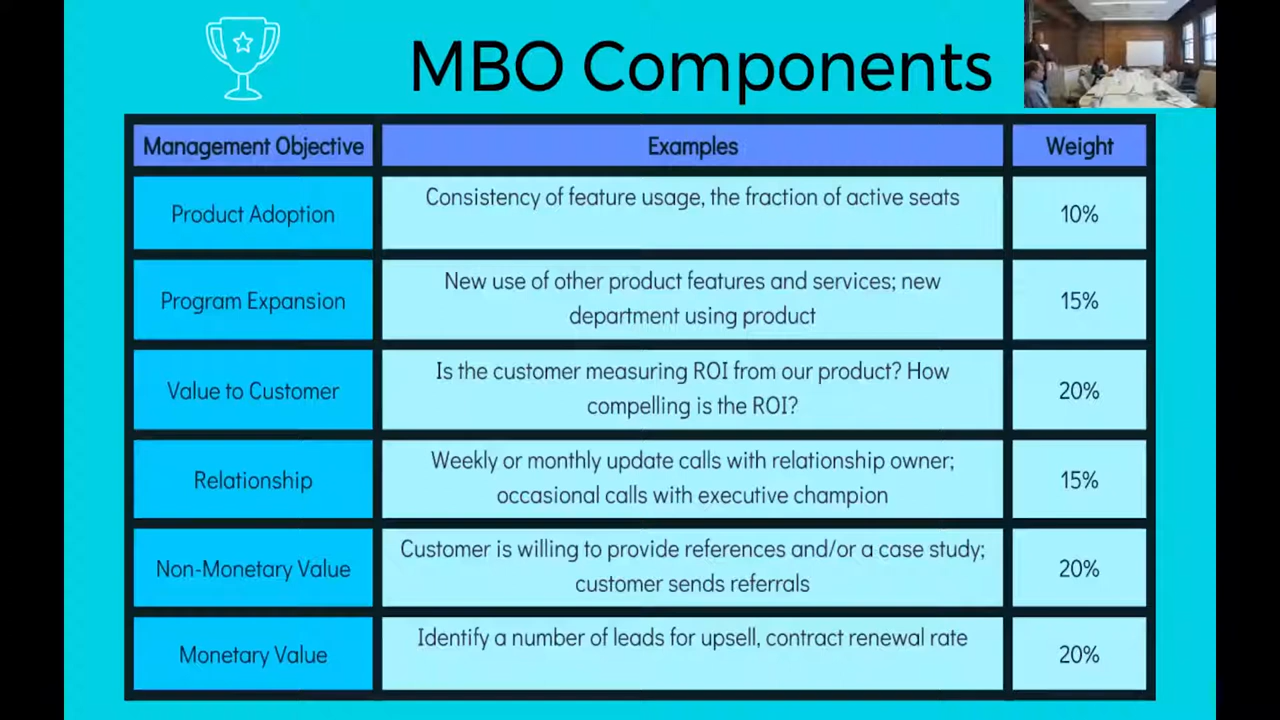 MBO Components
Management Objective
Examples
Weight
Product Adoption
Consistency of feature usage, the fraction of active seats
10%
Program Expansion
New use of other product features and services; new
department using product
15%
Value to Customer
Is the customer measuring ROI from our product? How
compelling is the ROI?
20%
Relationship
Weekly or monthly update calls with relationship owner;
occasional calls with executive champion
15%
Non-Monetary Value
Customer is willing to provide references and/or a case study;
customer sends referrals
20%
Monetary Value
Identify a number of leads for upsell, contract renewal rate
20%